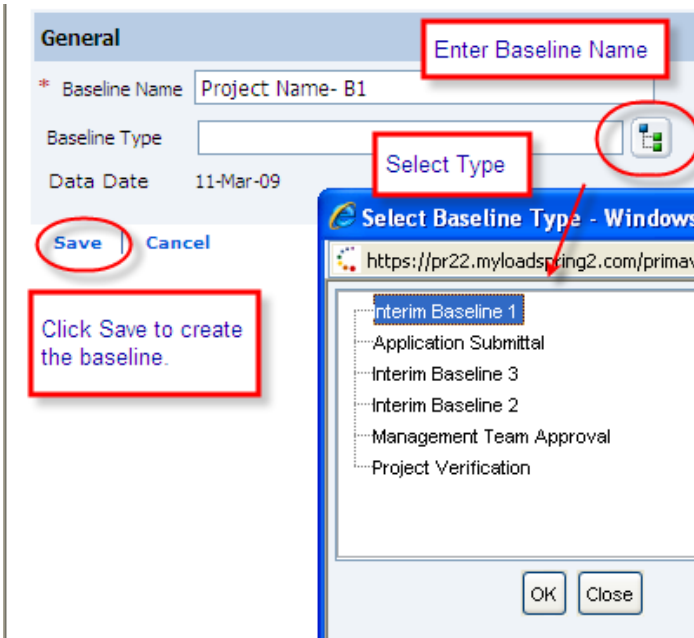 General
Enter Baseline Name
* Baseline Name Project Name- B1
Baseline Type
Select Type
Data Date 11-Mar-09
Save | Cancel
Select Baseline Type - Windows
https://pr22.myloadspring2.com/primav
Click Save to create
the baseline.
Interim Baseline 1
Application Submittal
Interim Baseline 3
Interim Baseline 2
Management Team Approval
Project Verification
OK Close